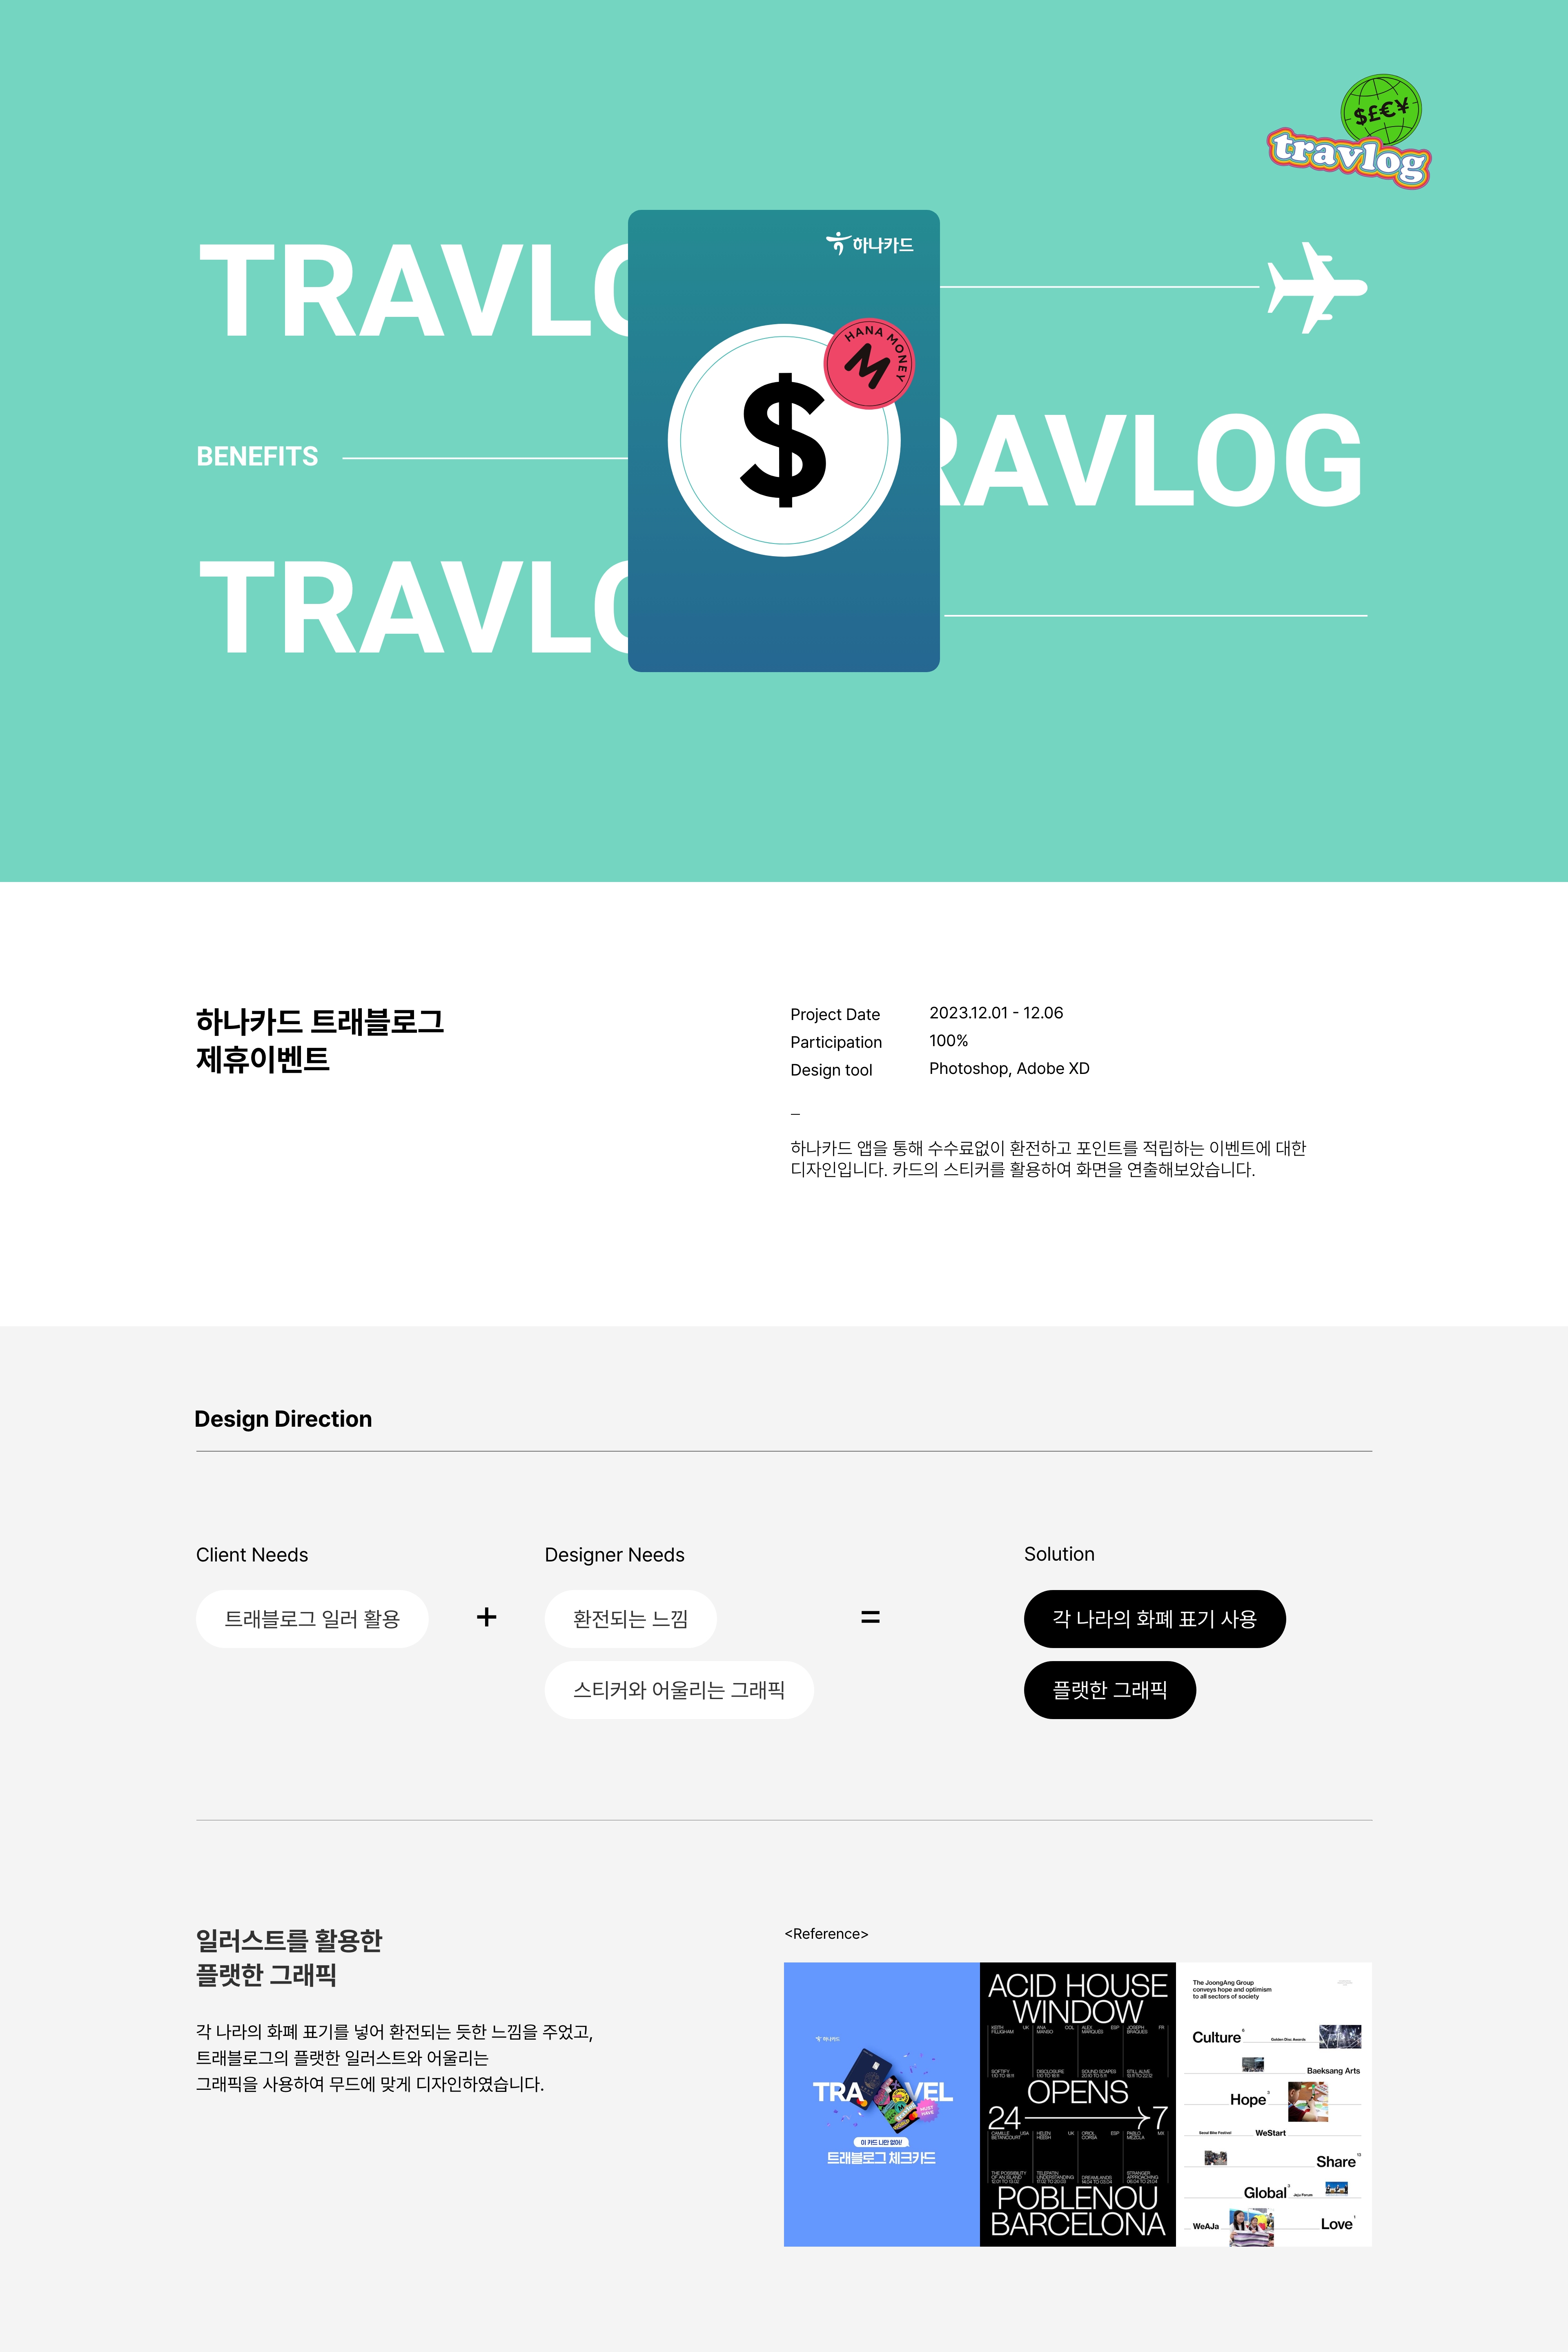 $£€¥
travlog
하나카드
TRAVLO
HANA MONEY
M
$
BENEFITS
RAVLOG
TRAVLO
하나카드 트래블로그
제휴이벤트
Project Date 2023.12.01 - 12.06
Participation 100%
Design tool Photoshop, Adobe XD
–
하나카드 앱을 통해 수수료없이 환전하고 포인트를 적립하는 이벤트에 대한
디자인입니다. 카드의 스티커를 활용하여 화면을 연출해보았습니다.
Design Direction
Client Needs
트래블로그 일러 활용
+
Designer Needs
환전되는 느낌
스티커와 어울리는 그래픽
=
Solution
각 나라의 화폐 표기 사용
플랫한 그래픽
일러스트를 활용한
플랫한 그래픽
각 나라의 화폐 표기를 넣어 환전되는 듯한 느낌을 주었고,
트래블로그의 플랫한 일러스트와 어울리는
그래픽을 사용하여 무드에 맞게 디자인하였습니다.
<Reference>
하나카드
TRA VEL
MUST HAVE
이 카드 나만 없어!
트래블로그 체크카드
ACID HOUSE
WINDOW
OPENS
24 7
POBLENOU
BARCELONA
The JoongAng Group
conveys hope and optimism
to all sectors of society
Culture
Golden Disc Awards
Baeksang Arts
Hope
Seoul Bike Festival
WeStart
Share
Global
Jeju Forum
WeAJa
Love